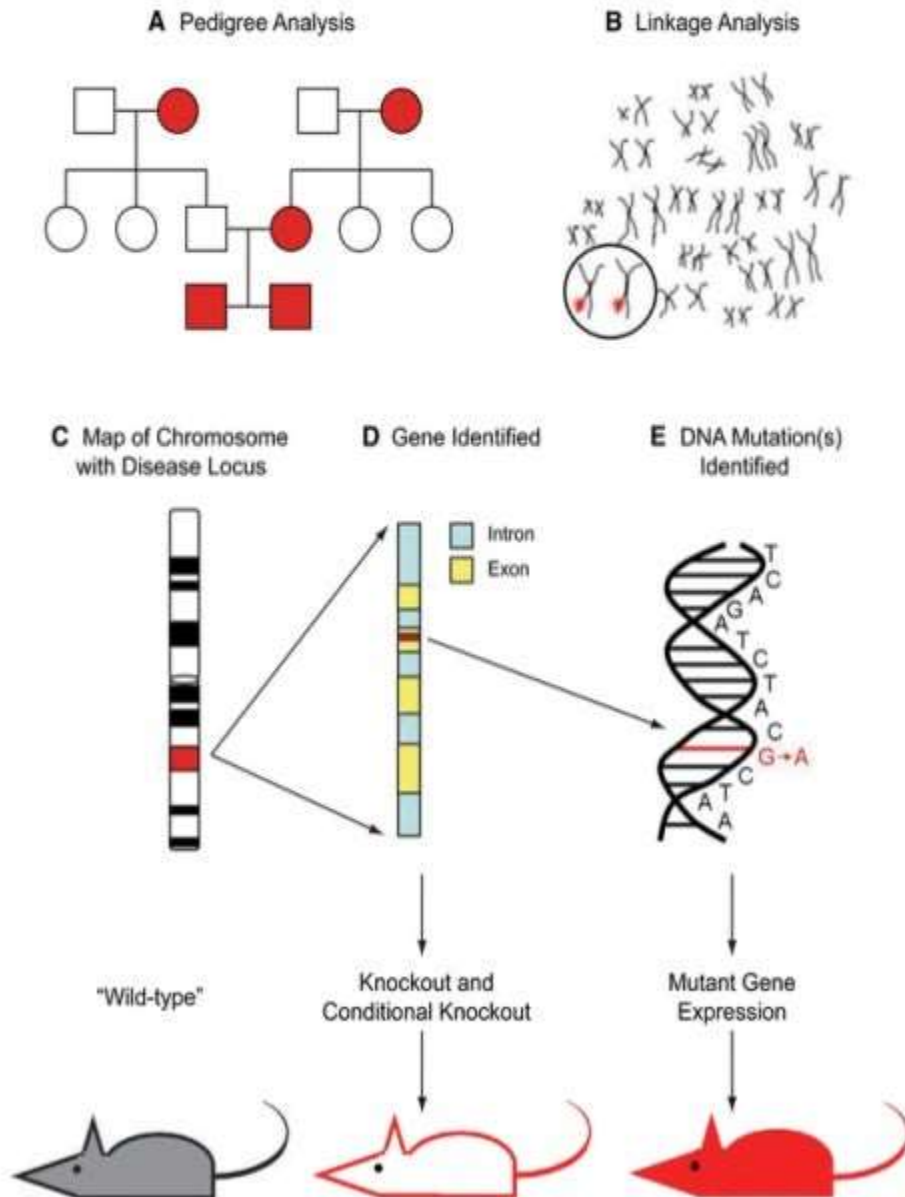 A Pedigree Analysis
B Linkage Analysis
C Map of Chromosome
with Disease Locus
D Gene Identified
E DNA Mutation(s)
Identified
Intron
Exon
T
C
A
G
A
T
C
T
A
C
G→A
C
T
A
A
"Wild-type"
Knockout and
Conditional Knockout
Mutant Gene
Expression